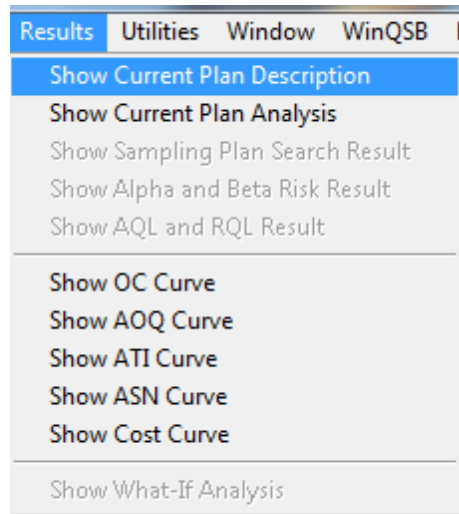 Results Utilities Window WinQSB
Show Current Plan Description
Show Current Plan Analysis
Show Sampling Plan Search Result
Show Alpha and Beta Risk Result
Show AQL and RQL Result
Show OC Curve
Show AOQ Curve
Show ATI Curve
Show ASN Curve
Show Cost Curve
Show What-If Analysis